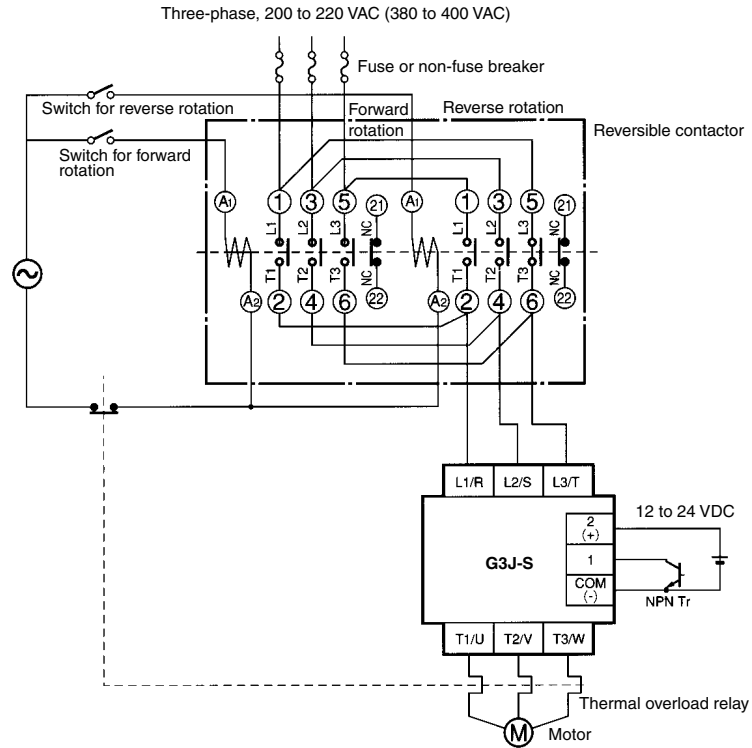 Three-phase, 200 to 220 VAC (380 to 400 VAC)
Fuse or non-fuse breaker
Switch for reverse rotation
Forward
rotation
Reverse rotation
Reversible contactor
Switch for forward
rotation
A1
1
3
5
21
A1
1
3
5
21
L1
L2
L3
NC
L1
L2
L3
NC
T1
T2
T3
NC
T1
T2
T3
NC
A2
2
4
6
22
A2
2
4
6
22
L1/R
L2/S
L3/T
12 to 24 VDC
2
(+)
G3J-S
1
COM
(-)
NPN Tr
T1/U
T2/V
T3/W
Thermal overload relay
M
Motor